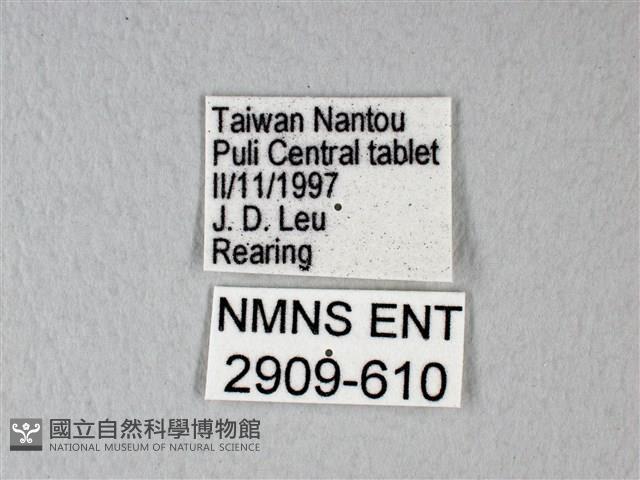 Taiwan Nantou
Puli Central tablet
II/11/1997
J. D. Leu
Rearing
NMNS ENT
2909-610
國立自然科學博物館
NATIONAL MUSEUM OF NATURAL SCIENCE